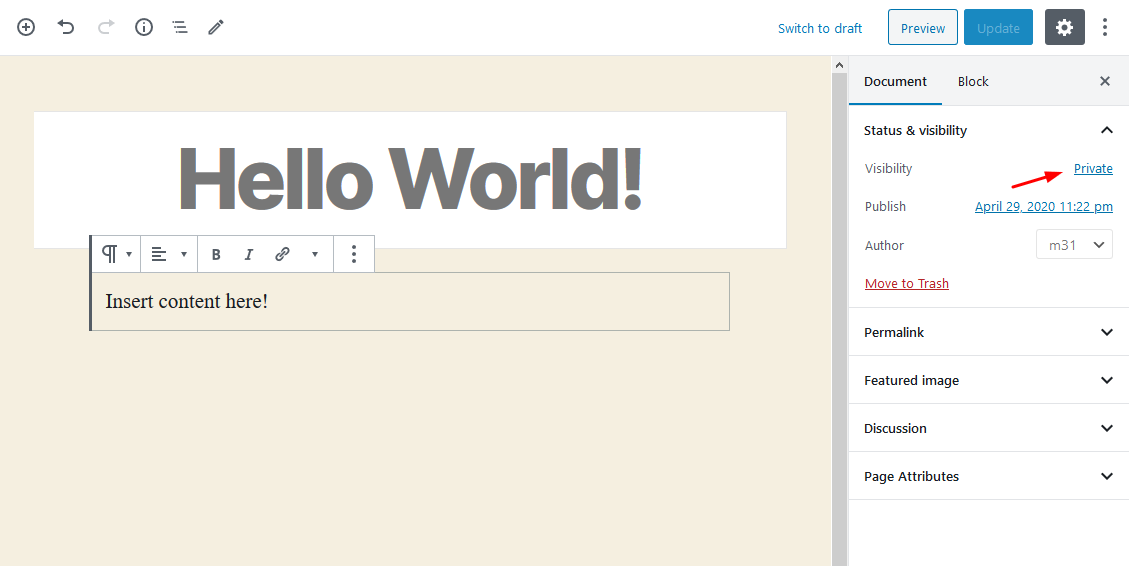 Switch to draft
Preview
Update
Document
Block
Status & visibility
Visibility
Private
Publish
April 29, 2020 11:22 pm
Author
m31
Move to Trash
Permalink
Featured image
Discussion
Page Attributes
Hello World!
B
I
Insert content here!